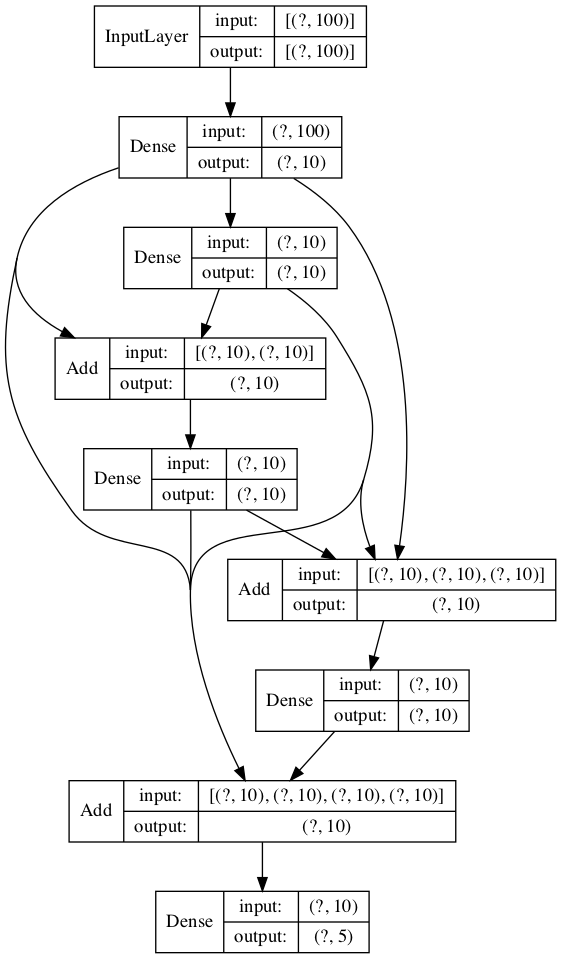 InputLayer input: [(?, 100)]
output: [(?, 100)]
Dense input: (?, 100)
output: (?, 10)
Dense input: (?, 10)
output: (?, 10)
Add input: [(?, 10), (?, 10)]
output: (?, 10)
Dense input: (?, 10)
output: (?, 10)
Add input: [(?, 10), (?, 10), (?, 10)]
output: (?, 10)
Dense input: (?, 10)
output: (?, 10)
Add input: [(?, 10), (?, 10), (?, 10), (?, 10)]
output: (?, 10)
Dense input: (?, 10)
output: (?, 5)